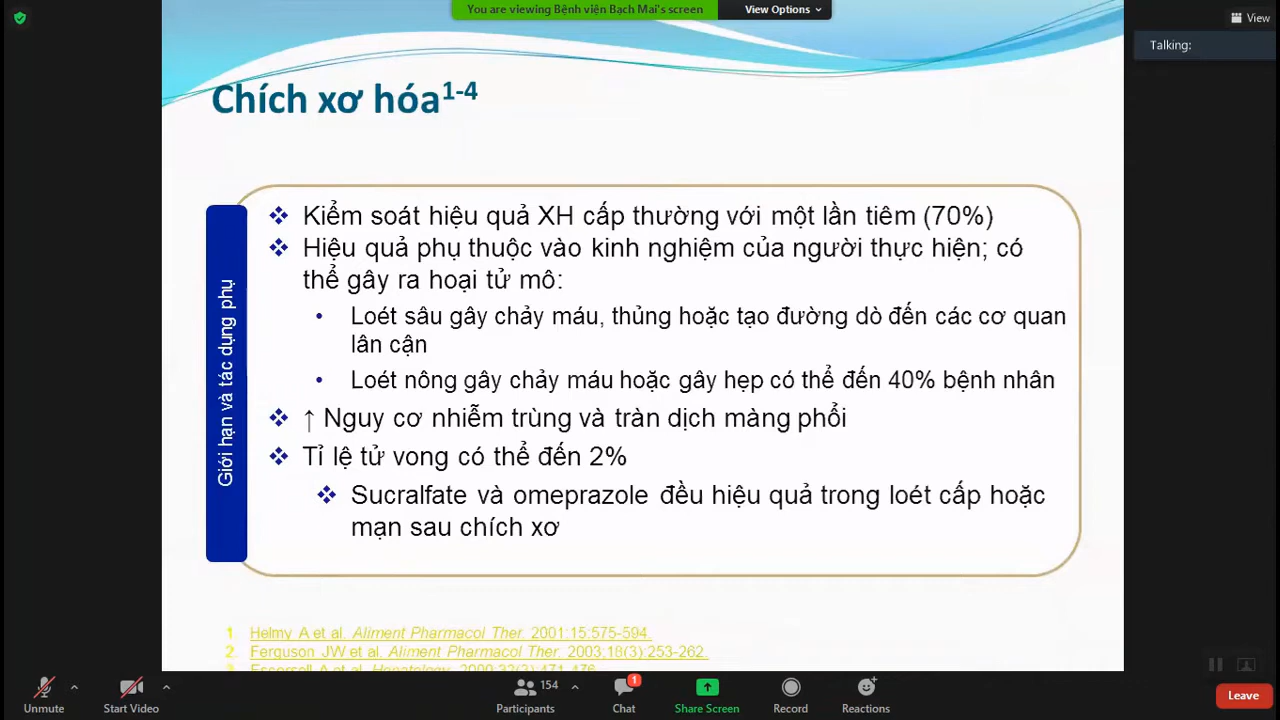 You are viewing Bệnh viện Bạch Mai's screen
View Options
View
Talking:
Chích xơ hóa1-4
Giới hạn và tác dụng phụ
Kiểm soát hiệu quả XH cấp thường với một lần tiêm (70%)
Hiệu quả phụ thuộc vào kinh nghiệm của người thực hiện; có
thể gây ra hoại tử mô:
Loét sâu gây chảy máu, thủng hoặc tạo đường dò đến các cơ quan
lân cận
Loét nông gây chảy máu hoặc gây hẹp có thể đến 40% bệnh nhân
↑ Nguy cơ nhiễm trùng và tràn dịch màng phổi
Tỉ lệ tử vong có thể đến 2%
Sucralfate và omeprazole đều hiệu quả trong loét cấp hoặc
mạn sau chích xơ
1. Helmy A et al. Aliment Pharmacol Ther. 2001;15:575-594.
2. Ferguson JW et al. Aliment Pharmacol Ther. 2003;18(3):253-262.
Unmute
Start Video
154
Participants
1
Chat
Share Screen
Record
Reactions
Leave